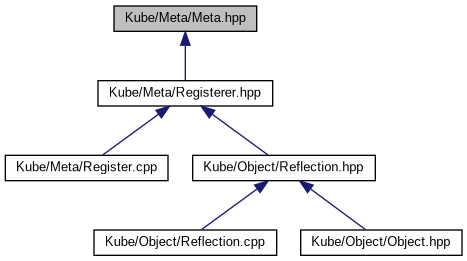 Kube/Meta/Meta.hpp
Kube/Meta/Registerer.hpp
Kube/Meta/Register.cpp
Kube/Object/Reflection.hpp
Kube/Object/Reflection.cpp
Kube/Object/Object.hpp